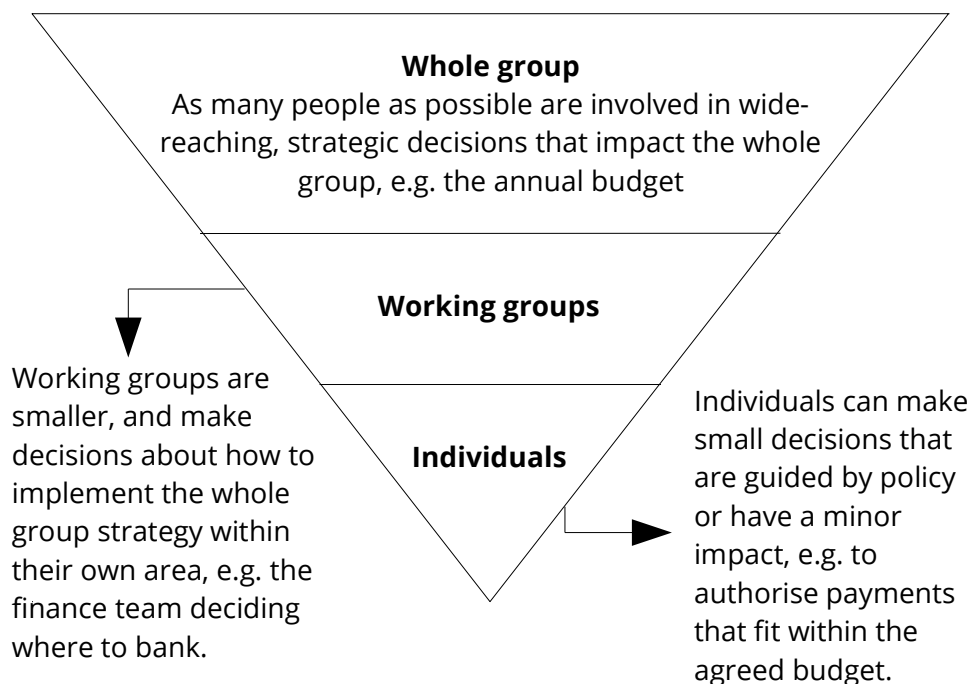 Whole group
As many people as possible are involved in wide-
reaching, strategic decisions that impact the whole
group, e.g. the annual budget
Working groups
Individuals
Working groups are
smaller, and make
decisions about how to
implement the whole
group strategy within
their own area, e.g. the
finance team deciding
where to bank.
Individuals can make
small decisions that
are guided by policy
or have a minor
impact, e.g. to
authorise payments
that fit within the
agreed budget.